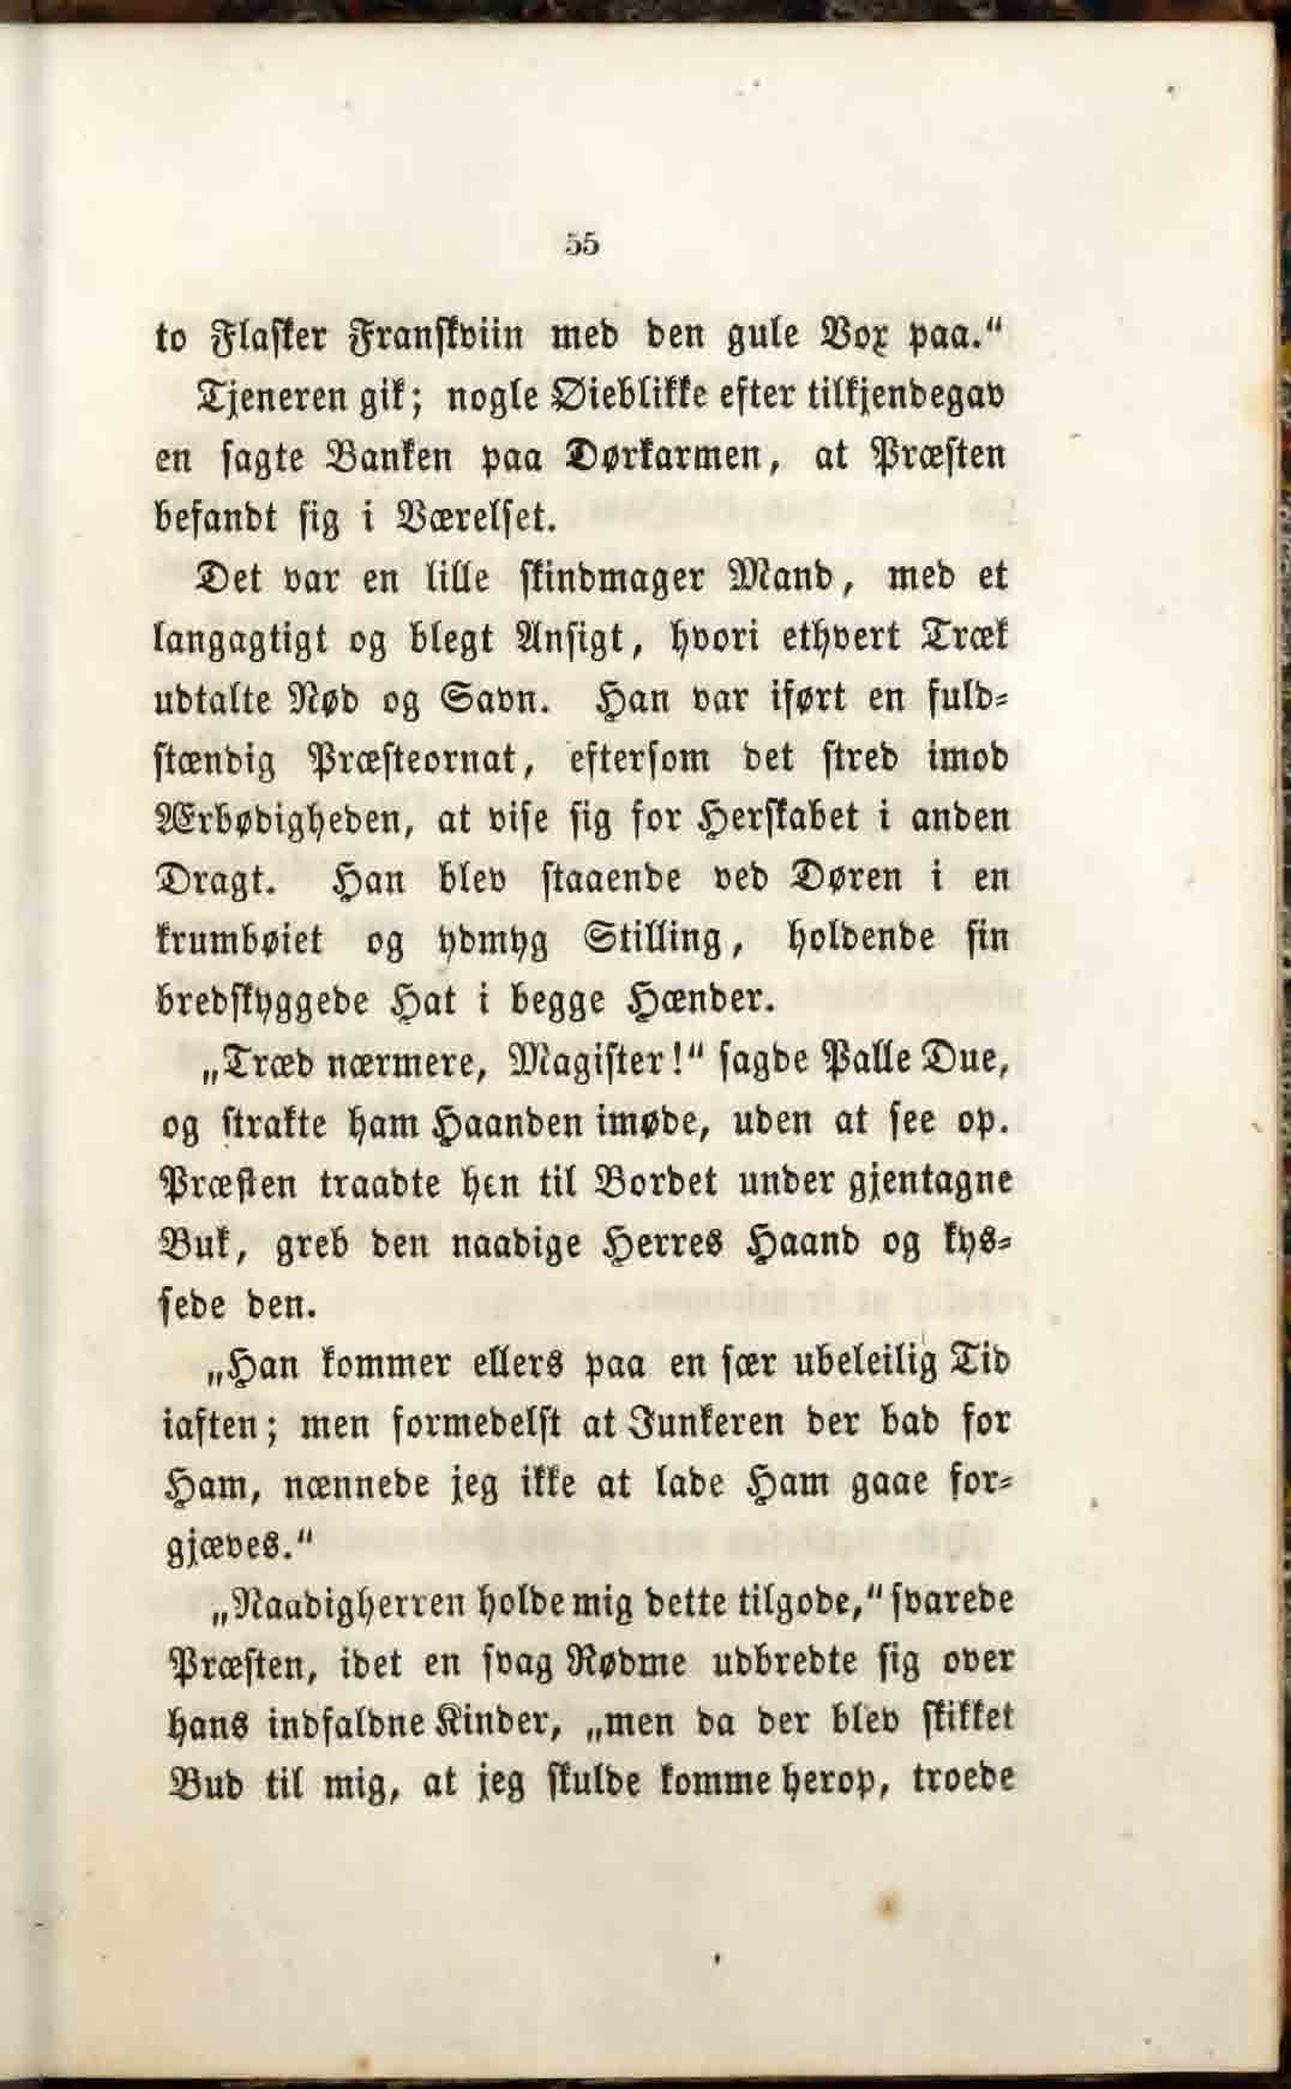 55
to Flasker Franskviin med den gule Vox paa.“
Tjeneren gik; nogle Øieblikke efter tilkjendegav
en sagte Banken paa Dørkarmen, at Præsten
befandt sig i Værelset.
Det var en lille skindmager Mand, med et
langagtigt og blegt Ansigt, hvori ethvert Træk
udtalte Nød og Savn. Han var iført en fuld-
stændig Præsteornat, eftersom det stred imod
Ærbødigheden, at vise sig for Herskabet i anden
Dragt. Han blev staaende ved Døren i en
krumbøiet og ydmyg Stilling, holdende sin
bredskyggede Hat i begge Hænder.
„Træd nærmere, Magister!“ sagde Palle Due,
og strakte ham Haanden imøde, uden at see op.
Præsten traadte hen til Bordet under gjentagne
Buk, greb den naadige Herres Haand og kys-
sede den.
„Han kommer ellers paa en sær ubeleilig Tid
iaften; men formedelst at Junkeren der bad for
Ham, nænnede jeg ikke at lade Ham gaae for-
gjæves.“
„Naadigherren holde mig dette tilgode,“ svarede
Præsten, idet en svag Rødme udbredte sig over
hans indfaldne Kinder, „men da der blev skikket
Bud til mig, at jeg skulde komme herop, troede